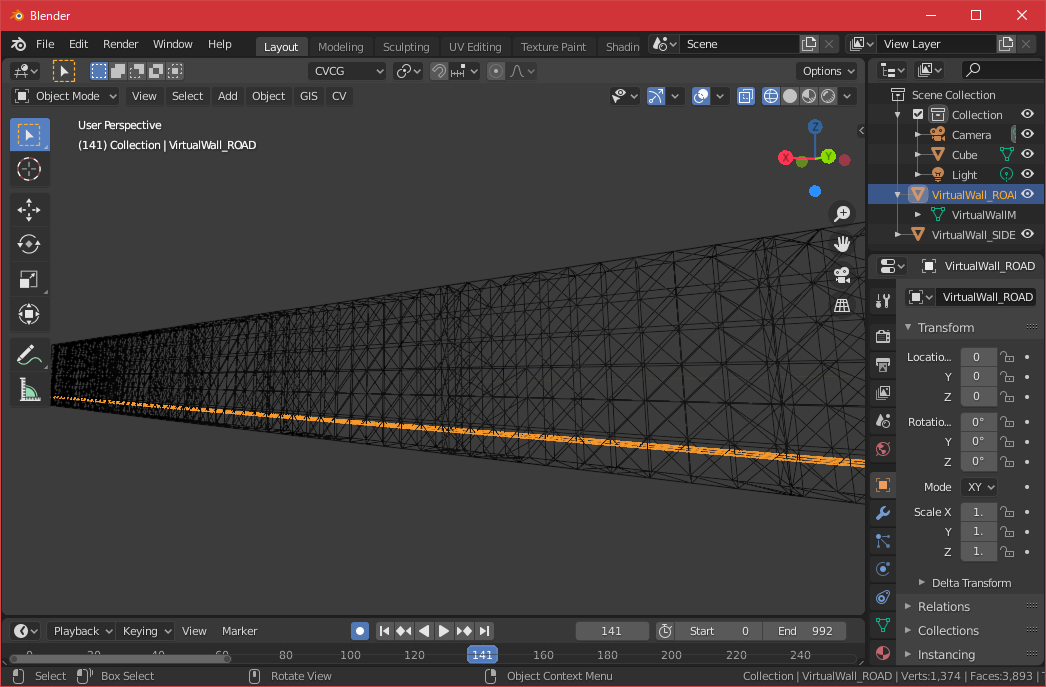 Blender
File Edit Render Window Help Layout Modeling Sculpting UV Editing Texture Paint Shadin Scene View Layer
CVCG Options
Object Mode View Select Add Object GIS CV
User Perspective
(141) Collection | VirtualWall_ROAD
Z
X
Y
Scene Collection
Collection
Camera
Cube
Light
VirtualWall_ROAI
VirtualWallM
VirtualWall_SIDE
VirtualWall_ROAD
VirtualWall_ROAD
Transform
Locatio... 0
Y 0
Z 0
Rotatio... 0°
Y 0°
Z 0°
Mode XY
Scale X 1.
Y 1.
Z 1.
Delta Transform
Relations
Collections
Instancing
Playback Keying View Marker 141 Start 0 End 992
0 20 40 60 80 100 120 141 160 180 200 220 240
Select Box Select Rotate View Object Context Menu Collection | VirtualWall_ROAD | Verts:1,374 | Faces:3,893 |